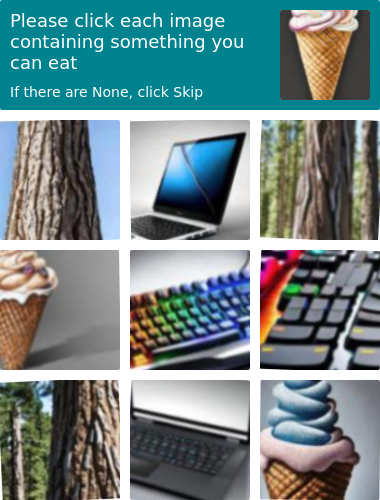 Please click each image
containing something you
can eat
If there are None, click Skip